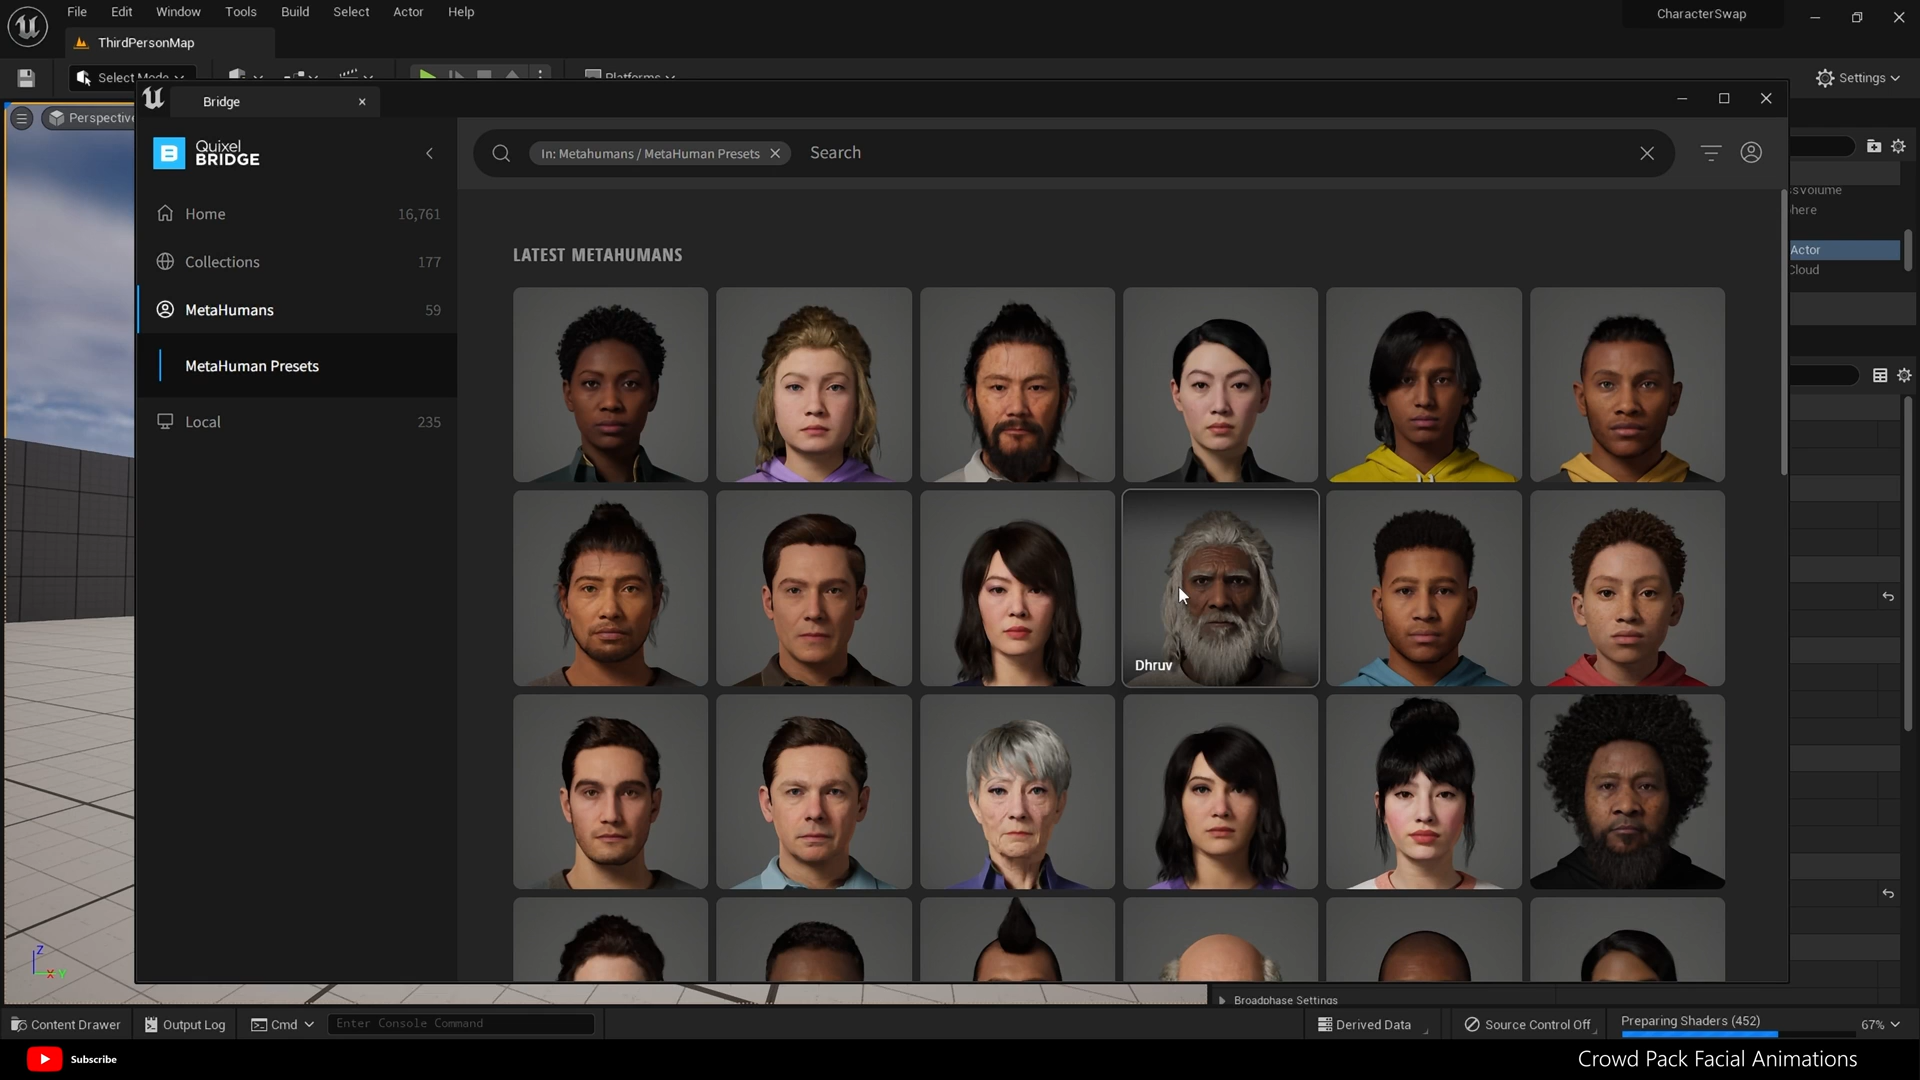 File Edit Window Tools Build Select Actor Help
CharacterSwap
ThirdPersonMap
Select Mode
Platforms
Settings
Perspective
Bridge
Quixel
BRIDGE
In: Metahumans / MetaHuman Presets
Search
Home 16,761
Collections 177
MetaHumans 59
MetaHuman Presets
Local 235
LATEST METAHUMANS
Dhruv
Actor
Cloud
Broadphase Settings
Content Drawer
Output Log
Cmd
Enter Console Command
Derived Data
Source Control Off
Preparing Shaders (452)
67%
Subscribe
Crowd Pack Facial Animations